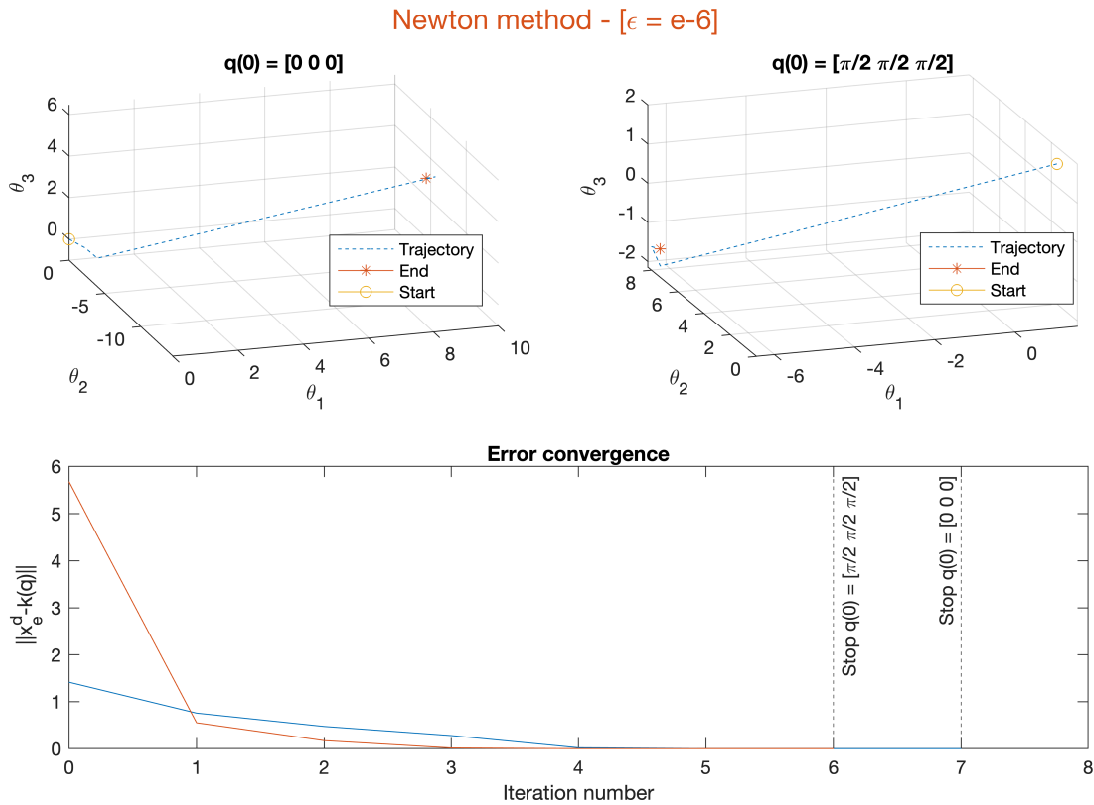 Newton method - [ϵ = e-6]
q(0) = [0 0 0]
6
4
2
0
θ3
0
-5
-10
θ2
0
2
4
6
8
10
θ1
Trajectory
End
Start
q(0) = [π/2 π/2 π/2]
2
1
0
-1
-2
θ3
8
6
4
2
0
θ2
-6
-4
-2
0
θ1
Trajectory
End
Start
Error convergence
6
5
4
3
2
1
0
||x_e^d-k(q)||
Stop q(0) = [π/2 π/2 π/2]
Stop q(0) = [0 0 0]
0
1
2
3
4
5
6
7
8
Iteration number